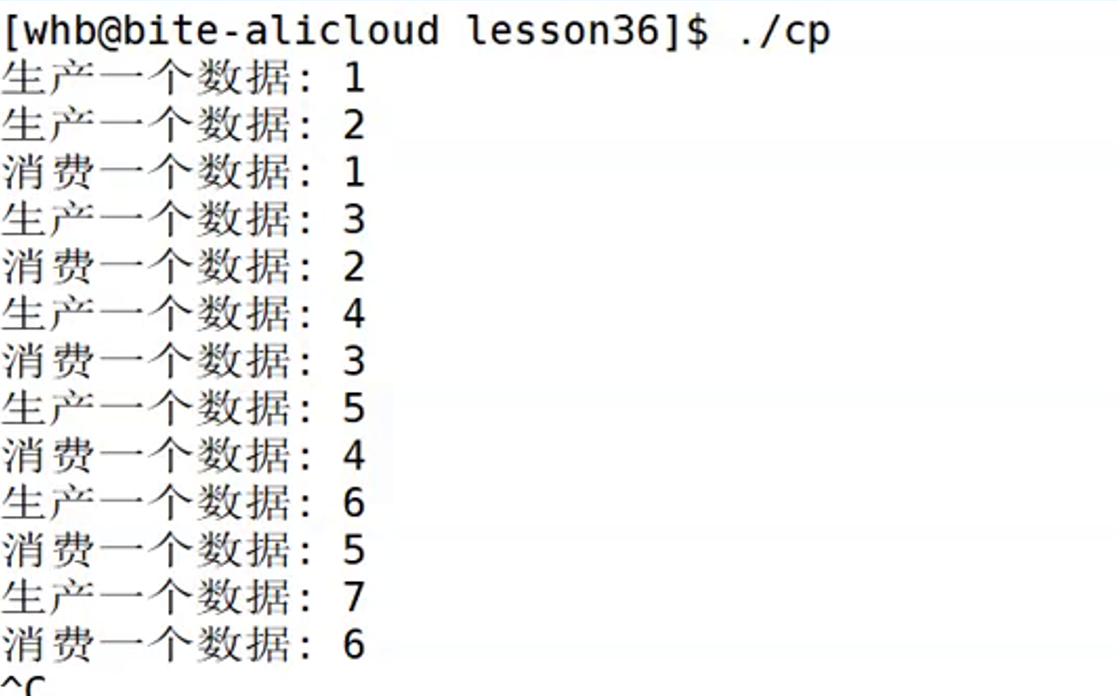 [whb@bite-alicloud lesson36]$ ./cp
生产一个数据: 1
生产一个数据: 2
消费一个数据: 1
生产一个数据: 3
消费一个数据: 2
生产一个数据: 4
消费一个数据: 3
生产一个数据: 5
消费一个数据: 4
生产一个数据: 6
消费一个数据: 5
生产一个数据: 7
消费一个数据: 6
^C